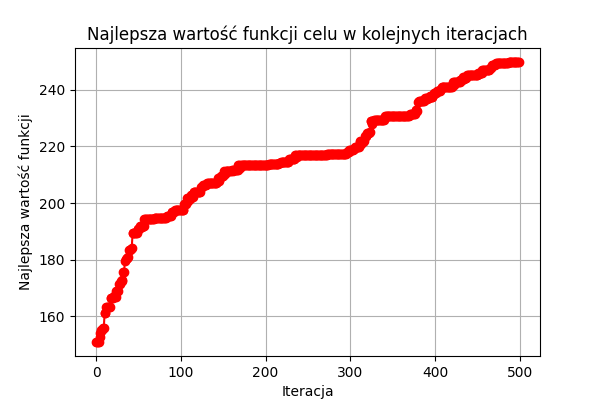 Najlepsza wartość funkcji celu w kolejnych iteracjach
Najlepsza wartość funkcji
240
220
200
180
160
0 100 200 300 400 500
Iteracja